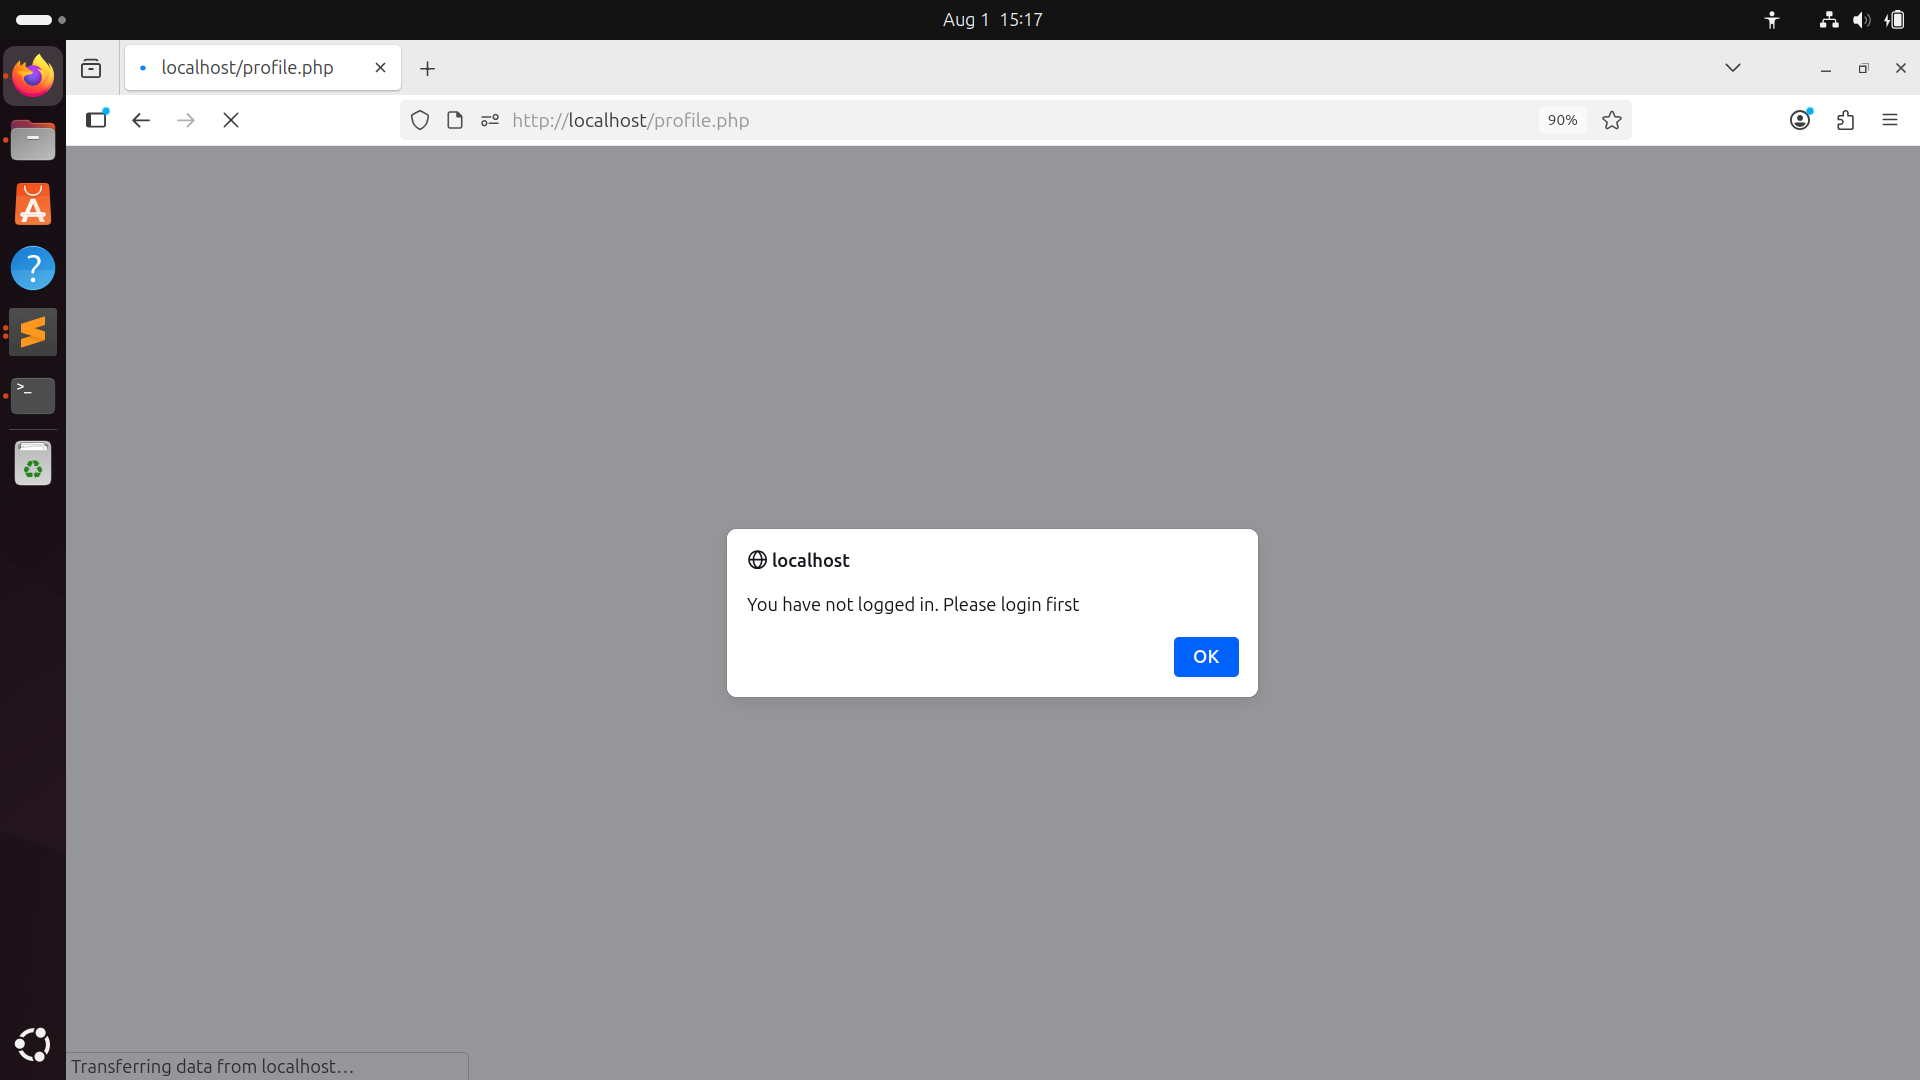 Aug 1 15:17
localhost/profile.php
http://localhost/profile.php
90%
localhost
You have not logged in. Please login first
OK
Transferring data from localhost…